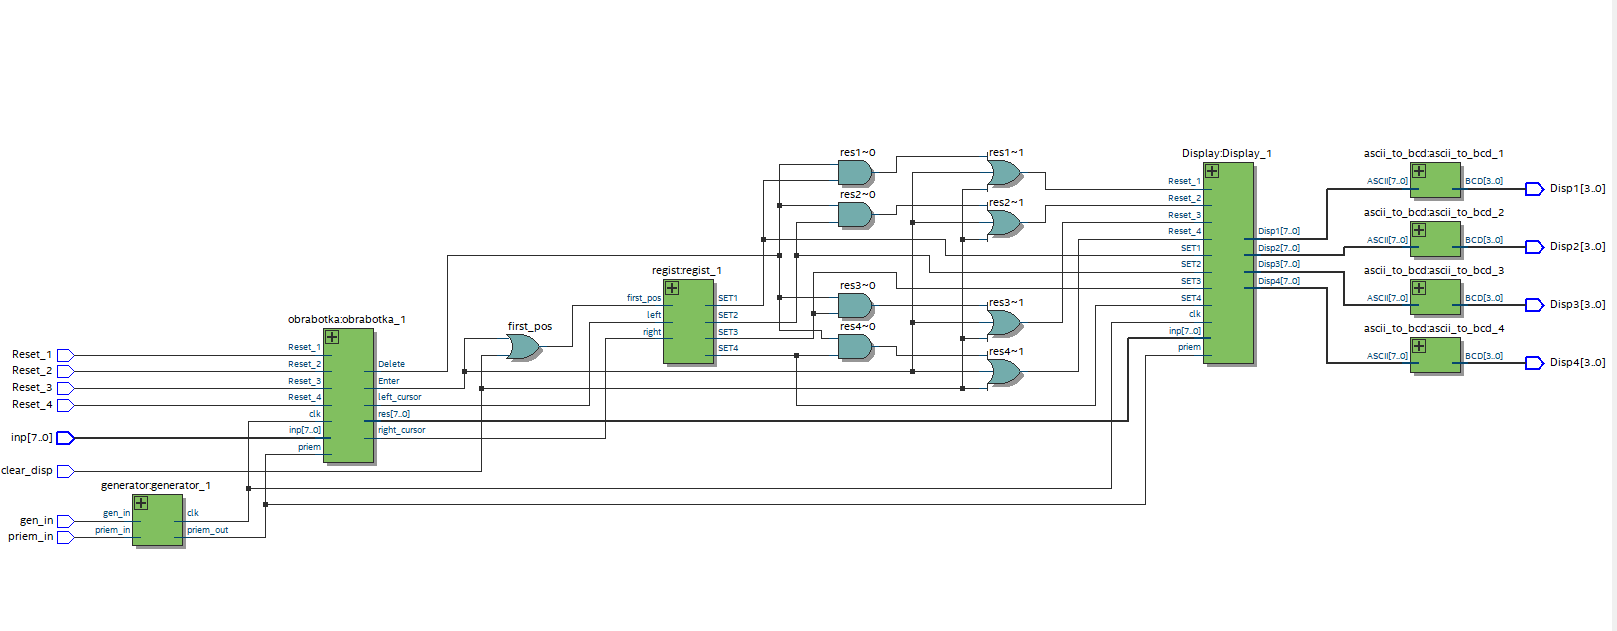 Reset_1
Reset_2
Reset_3
Reset_4
inp[7..0]
clear_disp
gen_in
priem_in
generator:generator_1
gen_in
priem_in
clk
priem_out
obrabotka:obrabotka_1
Reset_1
Reset_2
Reset_3
Reset_4
clk
inp[7..0]
priem
Delete
Enter
left_cursor
res[7..0]
right_cursor
first_pos
regist:regist_1
first_pos
left
right
SET1
SET2
SET3
SET4
res1~0
res2~0
res3~0
res4~0
res1~1
res2~1
res3~1
res4~1
Display:Display_1
Reset_1
Reset_2
Reset_3
Reset_4
SET1
SET2
SET3
SET4
clk
inp[7..0]
priem
Disp1[7..0]
Disp2[7..0]
Disp3[7..0]
Disp4[7..0]
ascii_to_bcd:ascii_to_bcd_1
ASCII[7..0]
BCD[3..0]
Disp1[3..0]
ascii_to_bcd:ascii_to_bcd_2
ASCII[7..0]
BCD[3..0]
Disp2[3..0]
ascii_to_bcd:ascii_to_bcd_3
ASCII[7..0]
BCD[3..0]
Disp3[3..0]
ascii_to_bcd:ascii_to_bcd_4
ASCII[7..0]
BCD[3..0]
Disp4[3..0]